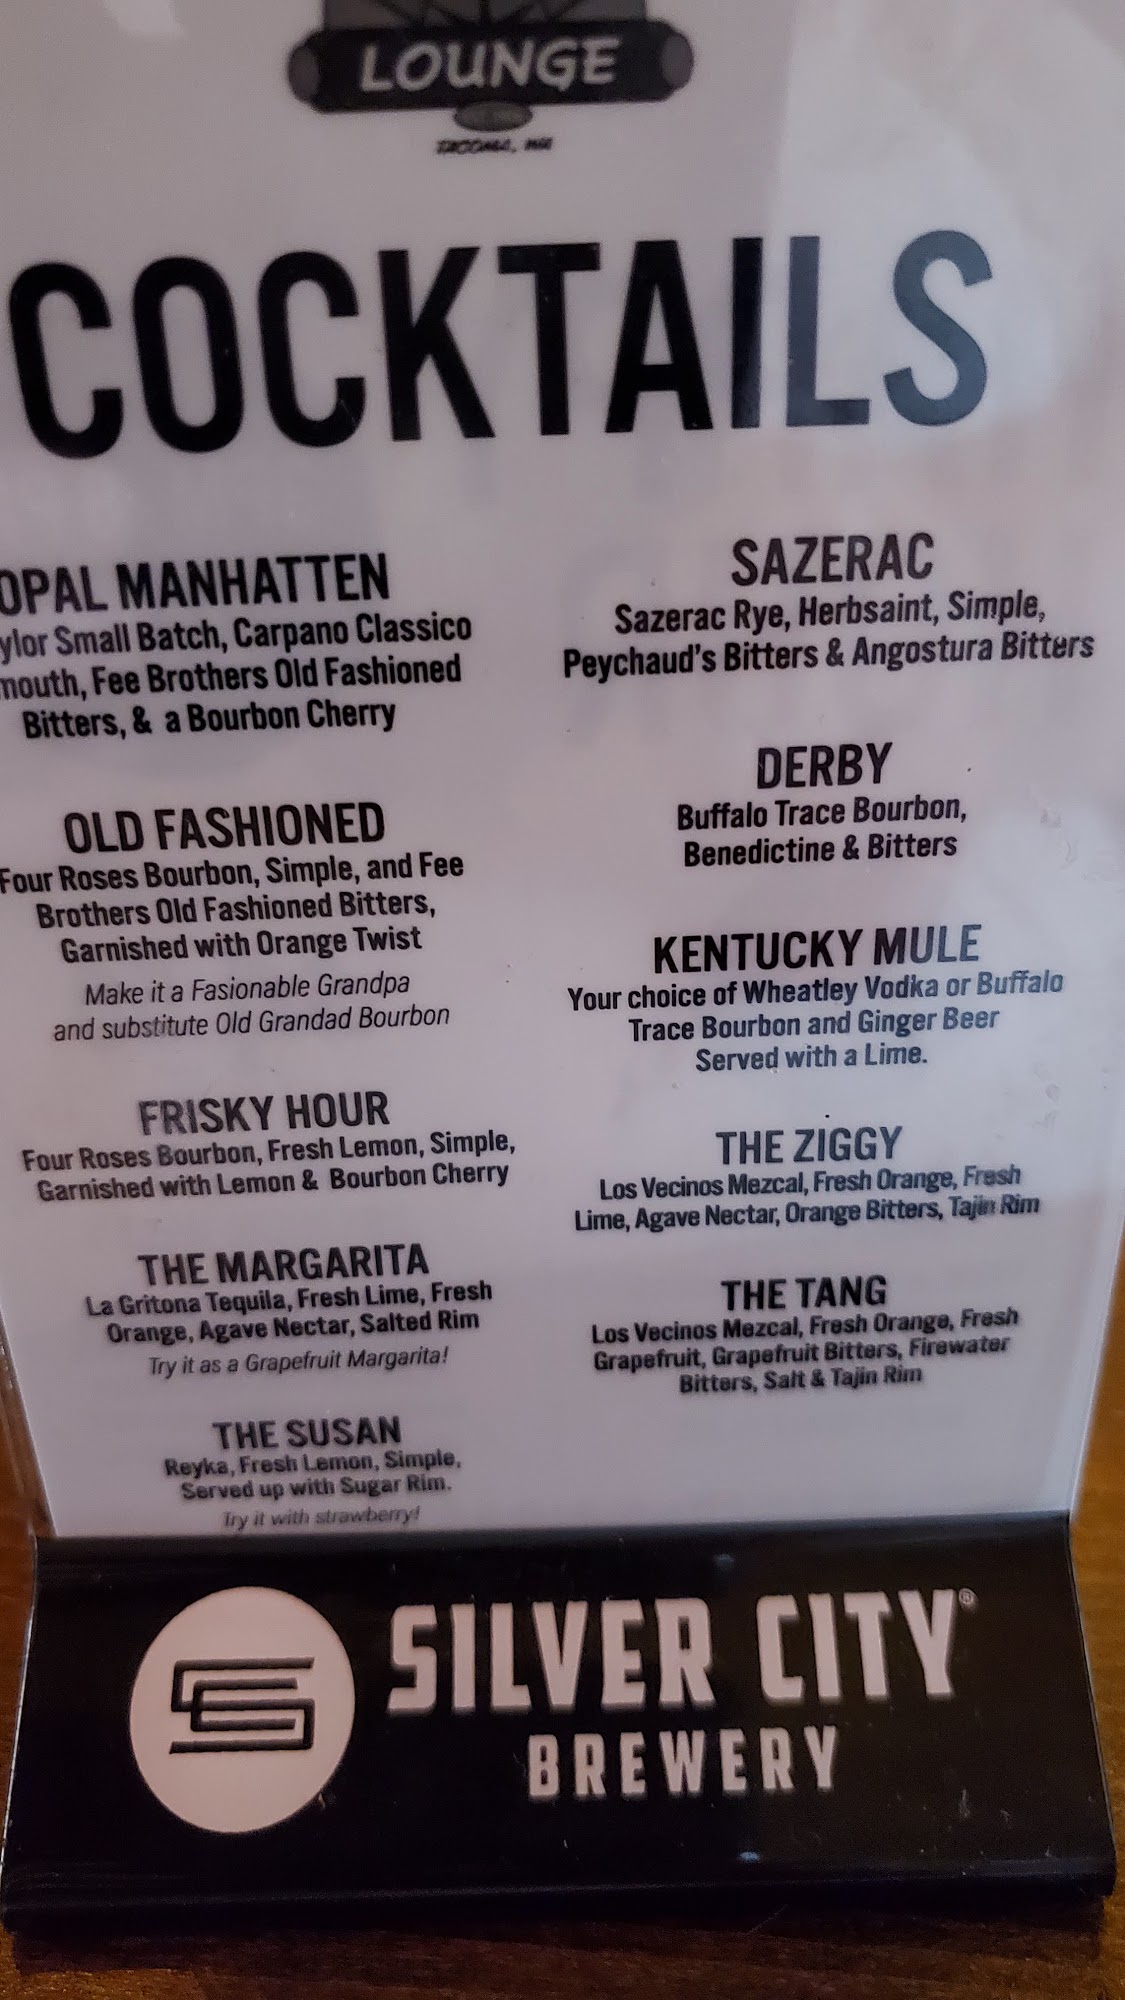 LOUNGE
TACOMA, WA
COCKTAILS
OPAL MANHATTEN
ylor Small Batch, Carpano Classico
mouth, Fee Brothers Old Fashioned
Bitters, & a Bourbon Cherry
OLD FASHIONED
Four Roses Bourbon, Simple, and Fee
Brothers Old Fashioned Bitters,
Garnished with Orange Twist
Make it a Fasionable Grandpa
and substitute Old Grandad Bourbon
FRISKY HOUR
Four Roses Bourbon, Fresh Lemon, Simple,
Garnished with Lemon & Bourbon Cherry
THE MARGARITA
La Gritona Tequila, Fresh Lime, Fresh
Orange, Agave Nectar, Salted Rim
Try it as a Grapefruit Margarita!
THE SUSAN
Reyka, Fresh Lemon, Simple,
Served up with Sugar Rim.
Try it with strawberry!
SAZERAC
Sazerac Rye, Herbsaint, Simple,
Peychaud's Bitters & Angostura Bitters
DERBY
Buffalo Trace Bourbon,
Benedictine & Bitters
KENTUCKY MULE
Your choice of Wheatley Vodka or Buffalo
Trace Bourbon and Ginger Beer
Served with a Lime.
THE ZIGGY
Los Vecinos Mezcal, Fresh Orange, Fresh
Lime, Agave Nectar, Orange Bitters, Tajin Rim
THE TANG
Los Vecinos Mezcal, Fresh Orange, Fresh
Grapefruit, Grapefruit Bitters, Firewater
Bitters, Salt & Tajin Rim
SILVER CITY®
BREWERY